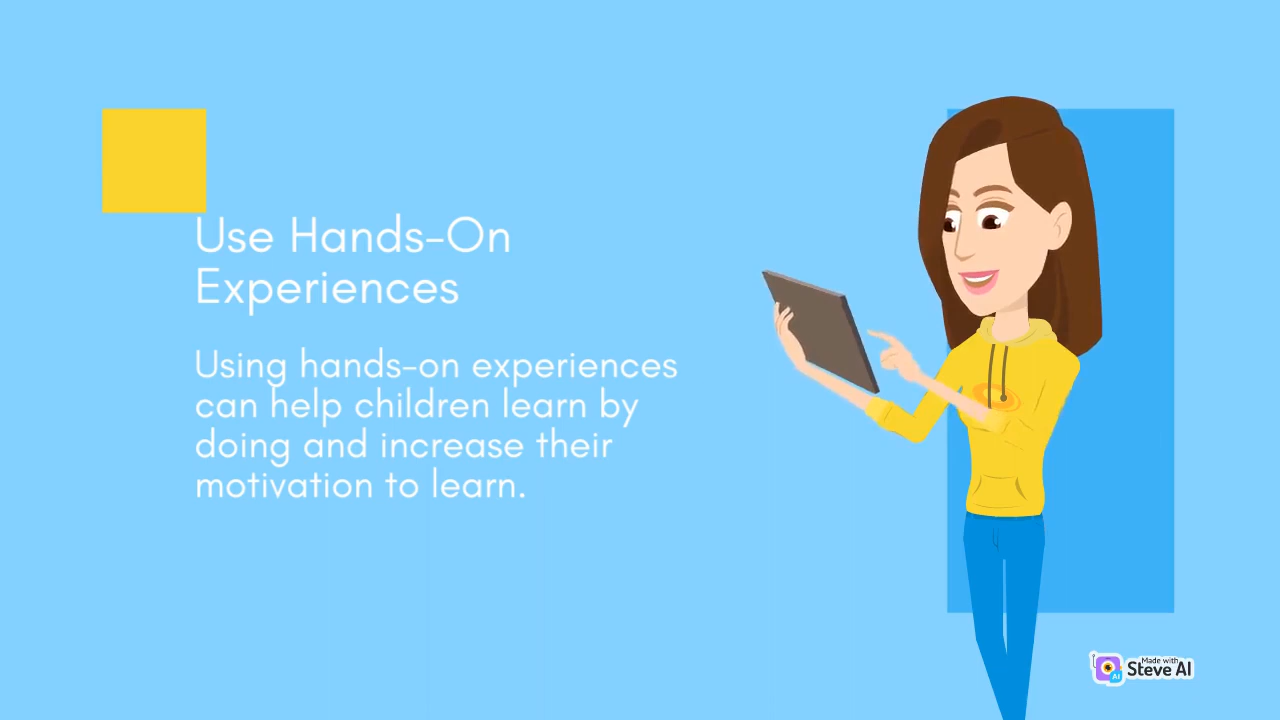 Use Hands-On
Experiences
Using hands-on experiences
can help children learn by
doing and increase their
motivation to learn.
Made with
Steve AI
AI